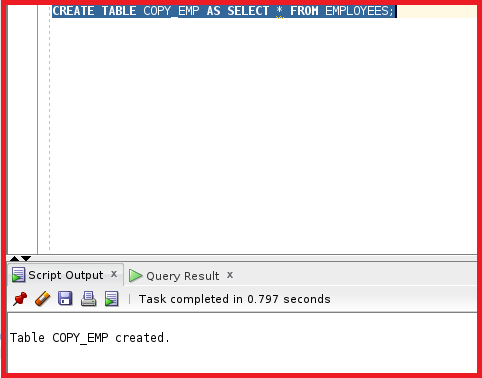 CREATE TABLE COPY_EMP AS SELECT * FROM EMPLOYEES;
Script Output x Query Result x
Task completed in 0.797 seconds
Table COPY_EMP created.